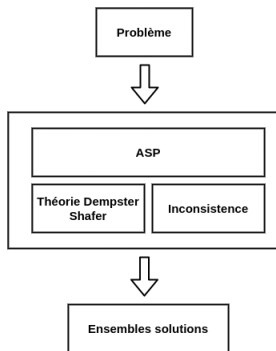 Problème
ASP
Théorie Dempster
Shafer
Inconsistence
Ensembles solutions